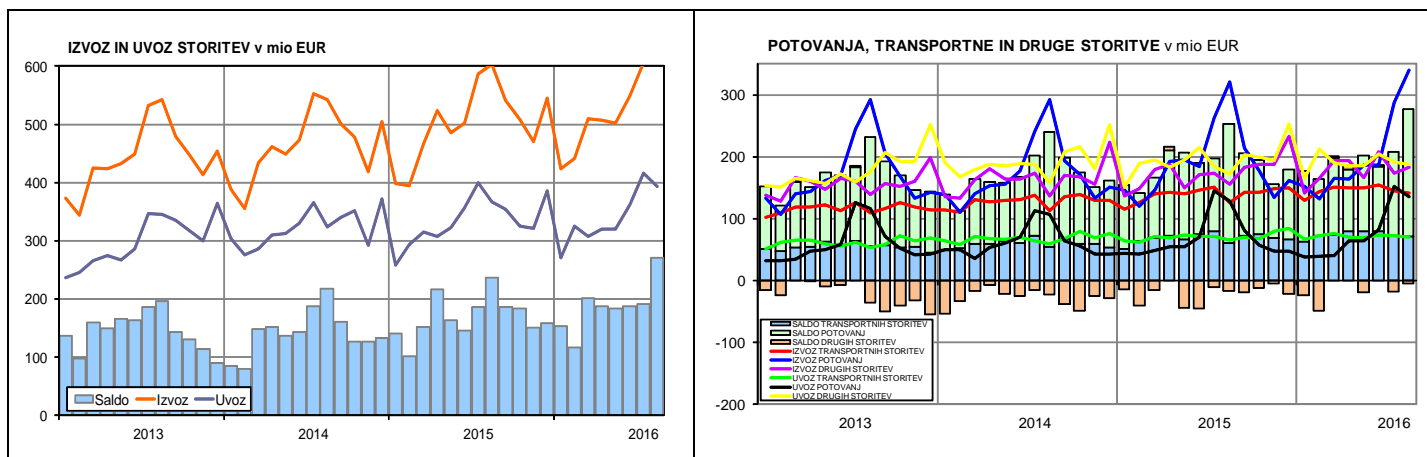 IZVOZ IN UVOZ STORITEV v mio EUR
600
500
400
300
200
100
0
Saldo Izvoz Uvoz
2013 2014 2015 2016
POTOVANJA, TRANSPORTNE IN DRUGE STORITVE v mio EUR
300
200
100
0
-100
-200
SALDO TRANSPORTNIH STORITEV
SALDO POTOVANJ
SALDO DRUGIH STORITEV
IZVOZ TRANSPORTNIH STORITEV
IZVOZ POTOVANJ
IZVOZ DRUGIH STORITEV
UVOZ TRANSPORTNIH STORITEV
UVOZ POTOVANJ
UVOZ DRUGIH STORITEV
2013 2014 2015 2016